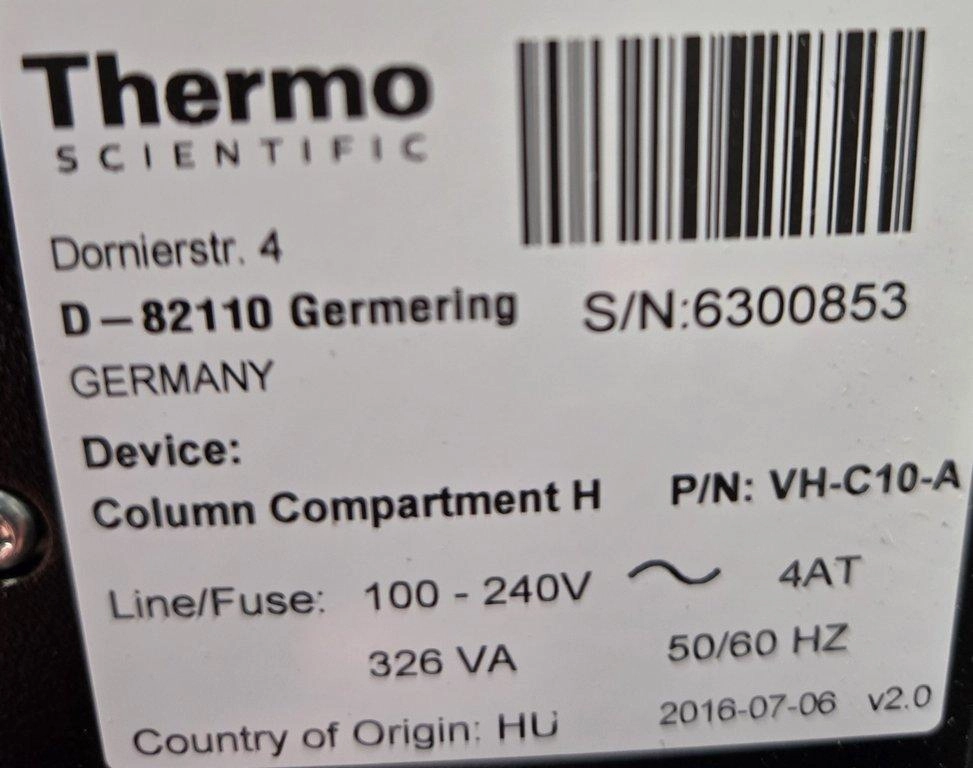 Thermo
SCIENTIFIC
Dornierstr. 4
D-82110 Germering
S/N:6300853
GERMANY
Device:
Column Compartment H P/N: VH-C10-A
Line/Fuse: 100 - 240V ~ 4AT
326 VA 50/60 HZ
Country of Origin: HU 2016-07-06 v2.0